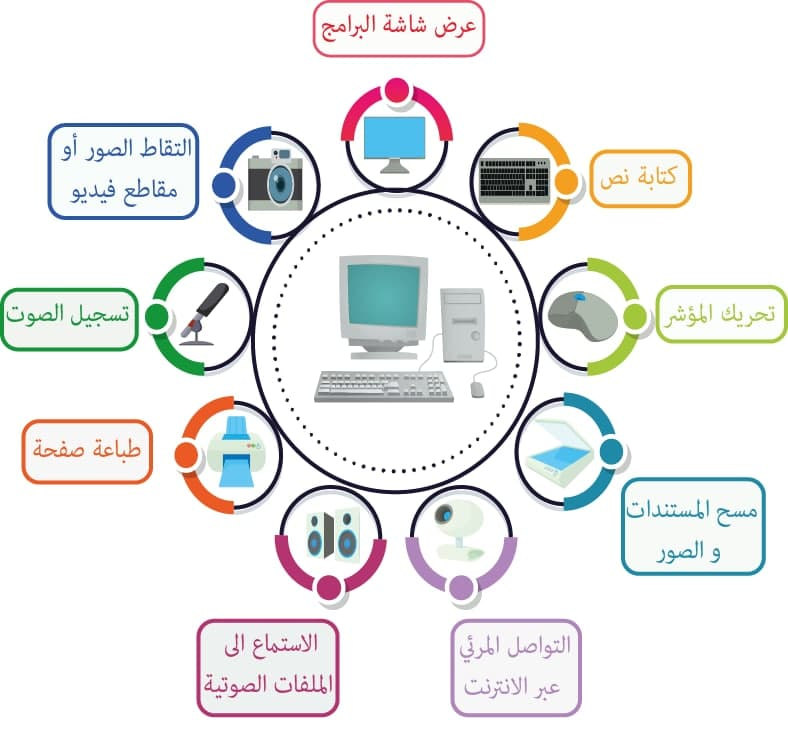 عرض شاشة البرامج
كتابة نص
تحريك المؤشر
مسح المستندات
و الصور
التواصل المرئي
عبر الانترنت
الاستماع الى
الملفات الصوتية
طباعة صفحة
تسجيل الصوت
التقاط الصور أو
مقاطع فيديو